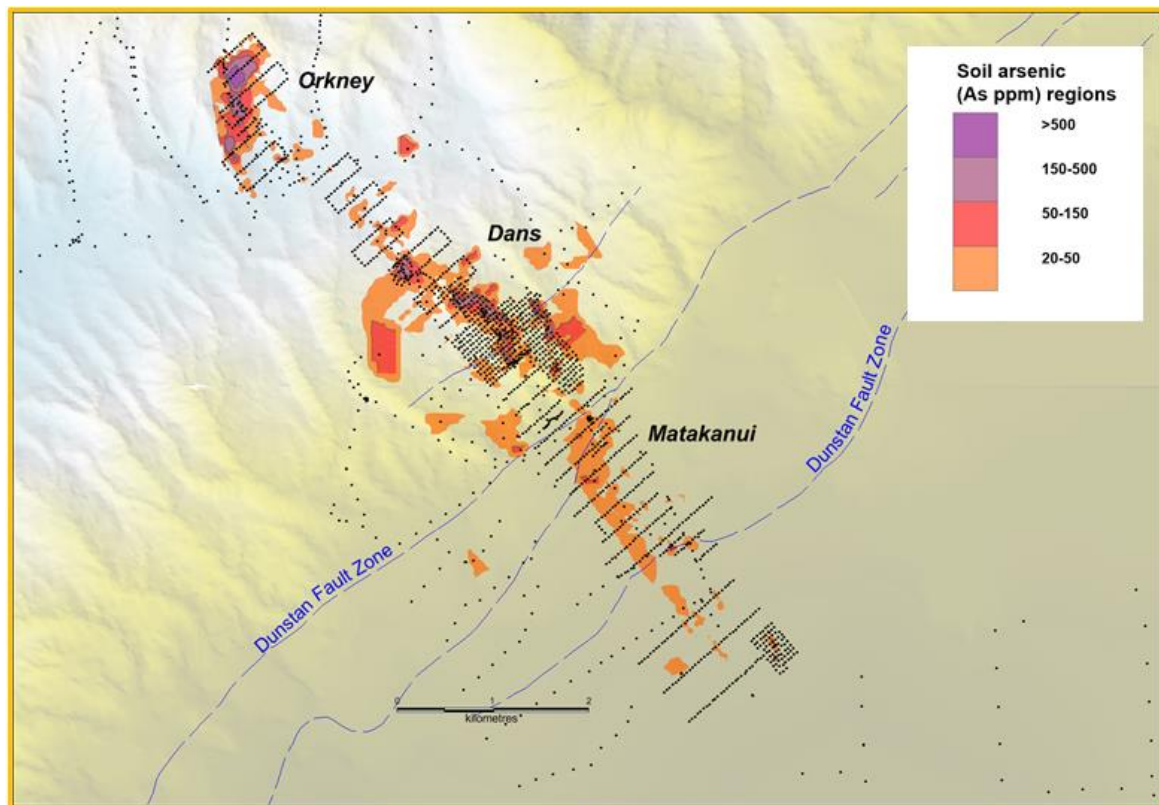 Orkney
Soil arsenic
(As ppm) regions
>500
150-500
50-150
20-50
Dans
Matakanui
Dunstan Fault Zone
Dunstan Fault Zone
0 1 2
kilometres